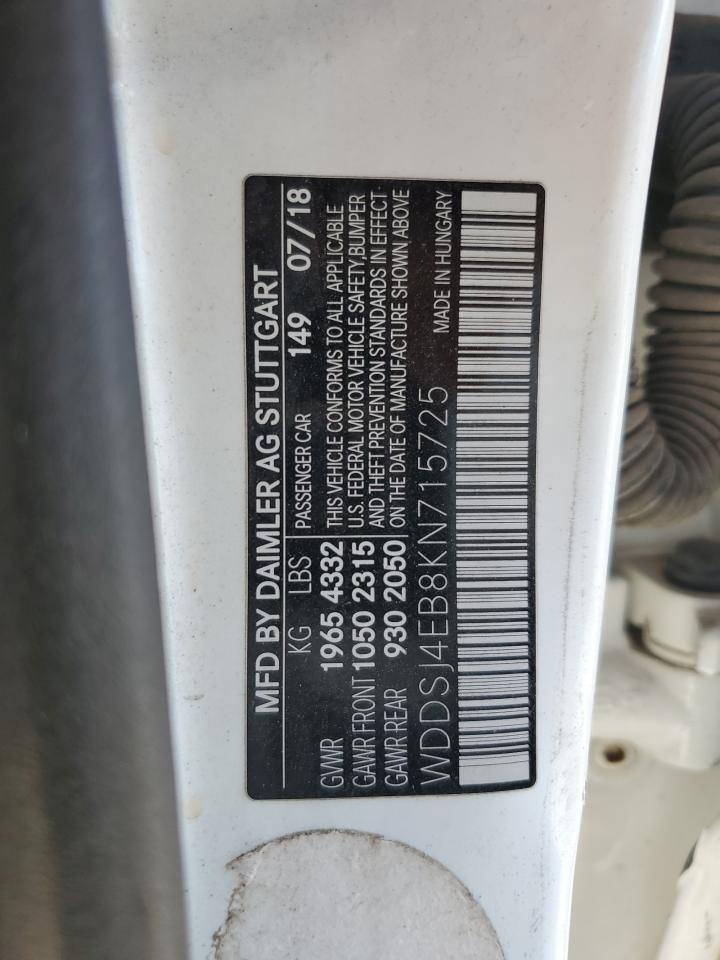 MFD BY DAIMLER AG STUTTGART
KG LBS PASSENGER CAR 149 07/18
GVWR 1965 4332 THIS VEHICLE CONFORMS TO ALL APPLICABLE
GAWR FRONT 1050 2315 U.S. FEDERAL MOTOR VEHICLE SAFETY,BUMPER
AND THEFT PREVENTION STANDARDS IN EFFECT
GAWR REAR 930 2050 ON THE DATE OF MANUFACTURE SHOWN ABOVE
WDDSJ4EB8KN715725 MADE IN HUNGARY